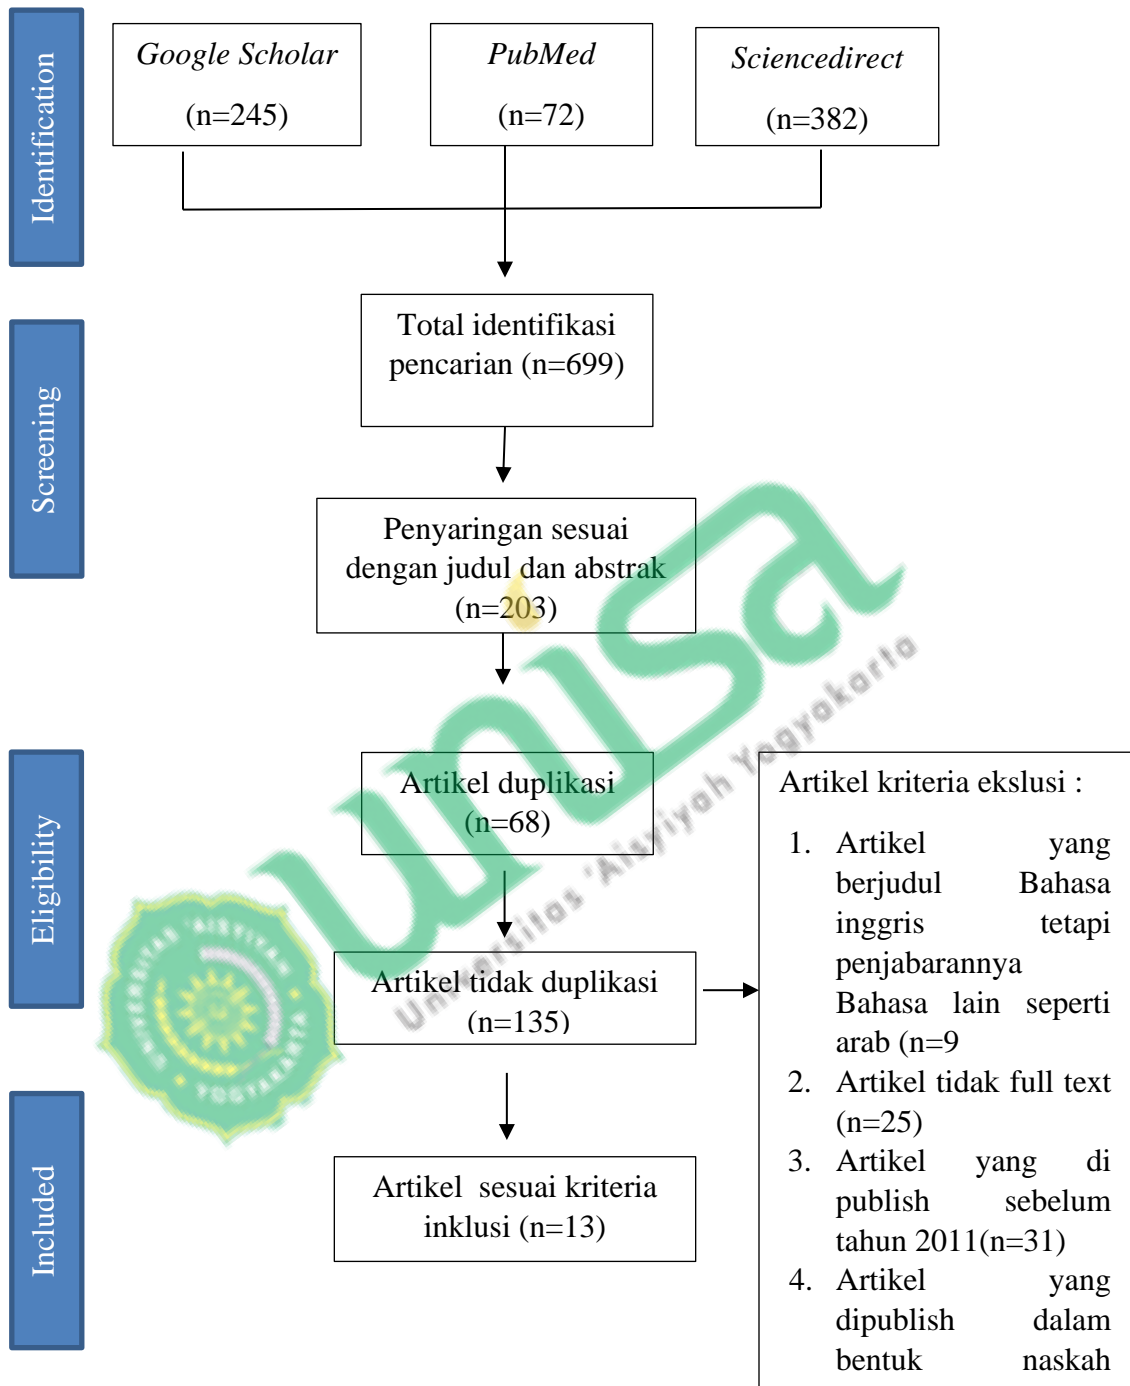 Identification
Google Scholar
(n=245)
PubMed
(n=72)
Sciencedirect
(n=382)
Total identifikasi
pencarian (n=699)
Screening
Penyaringan sesuai
dengan judul dan abstrak
(n=203)
Eligibility
Artikel duplikasi
(n=68)
Artikel tidak duplikasi
(n=135)
Artikel kriteria ekslusi :
1. Artikel yang
berjudul Bahasa
inggris tetapi
penjabarannya
Bahasa lain seperti
arab (n=9
2. Artikel tidak full text
(n=25)
3. Artikel yang di
publish sebelum
tahun 2011(n=31)
4. Artikel yang
dipublish dalam
bentuk naskah
Included
Artikel sesuai kriteria
inklusi (n=13)
unisa
Universitas 'Aisyiyah Yogyakarta
UNIVERSITAS 'AISYIYAH
YOGYAKARTA